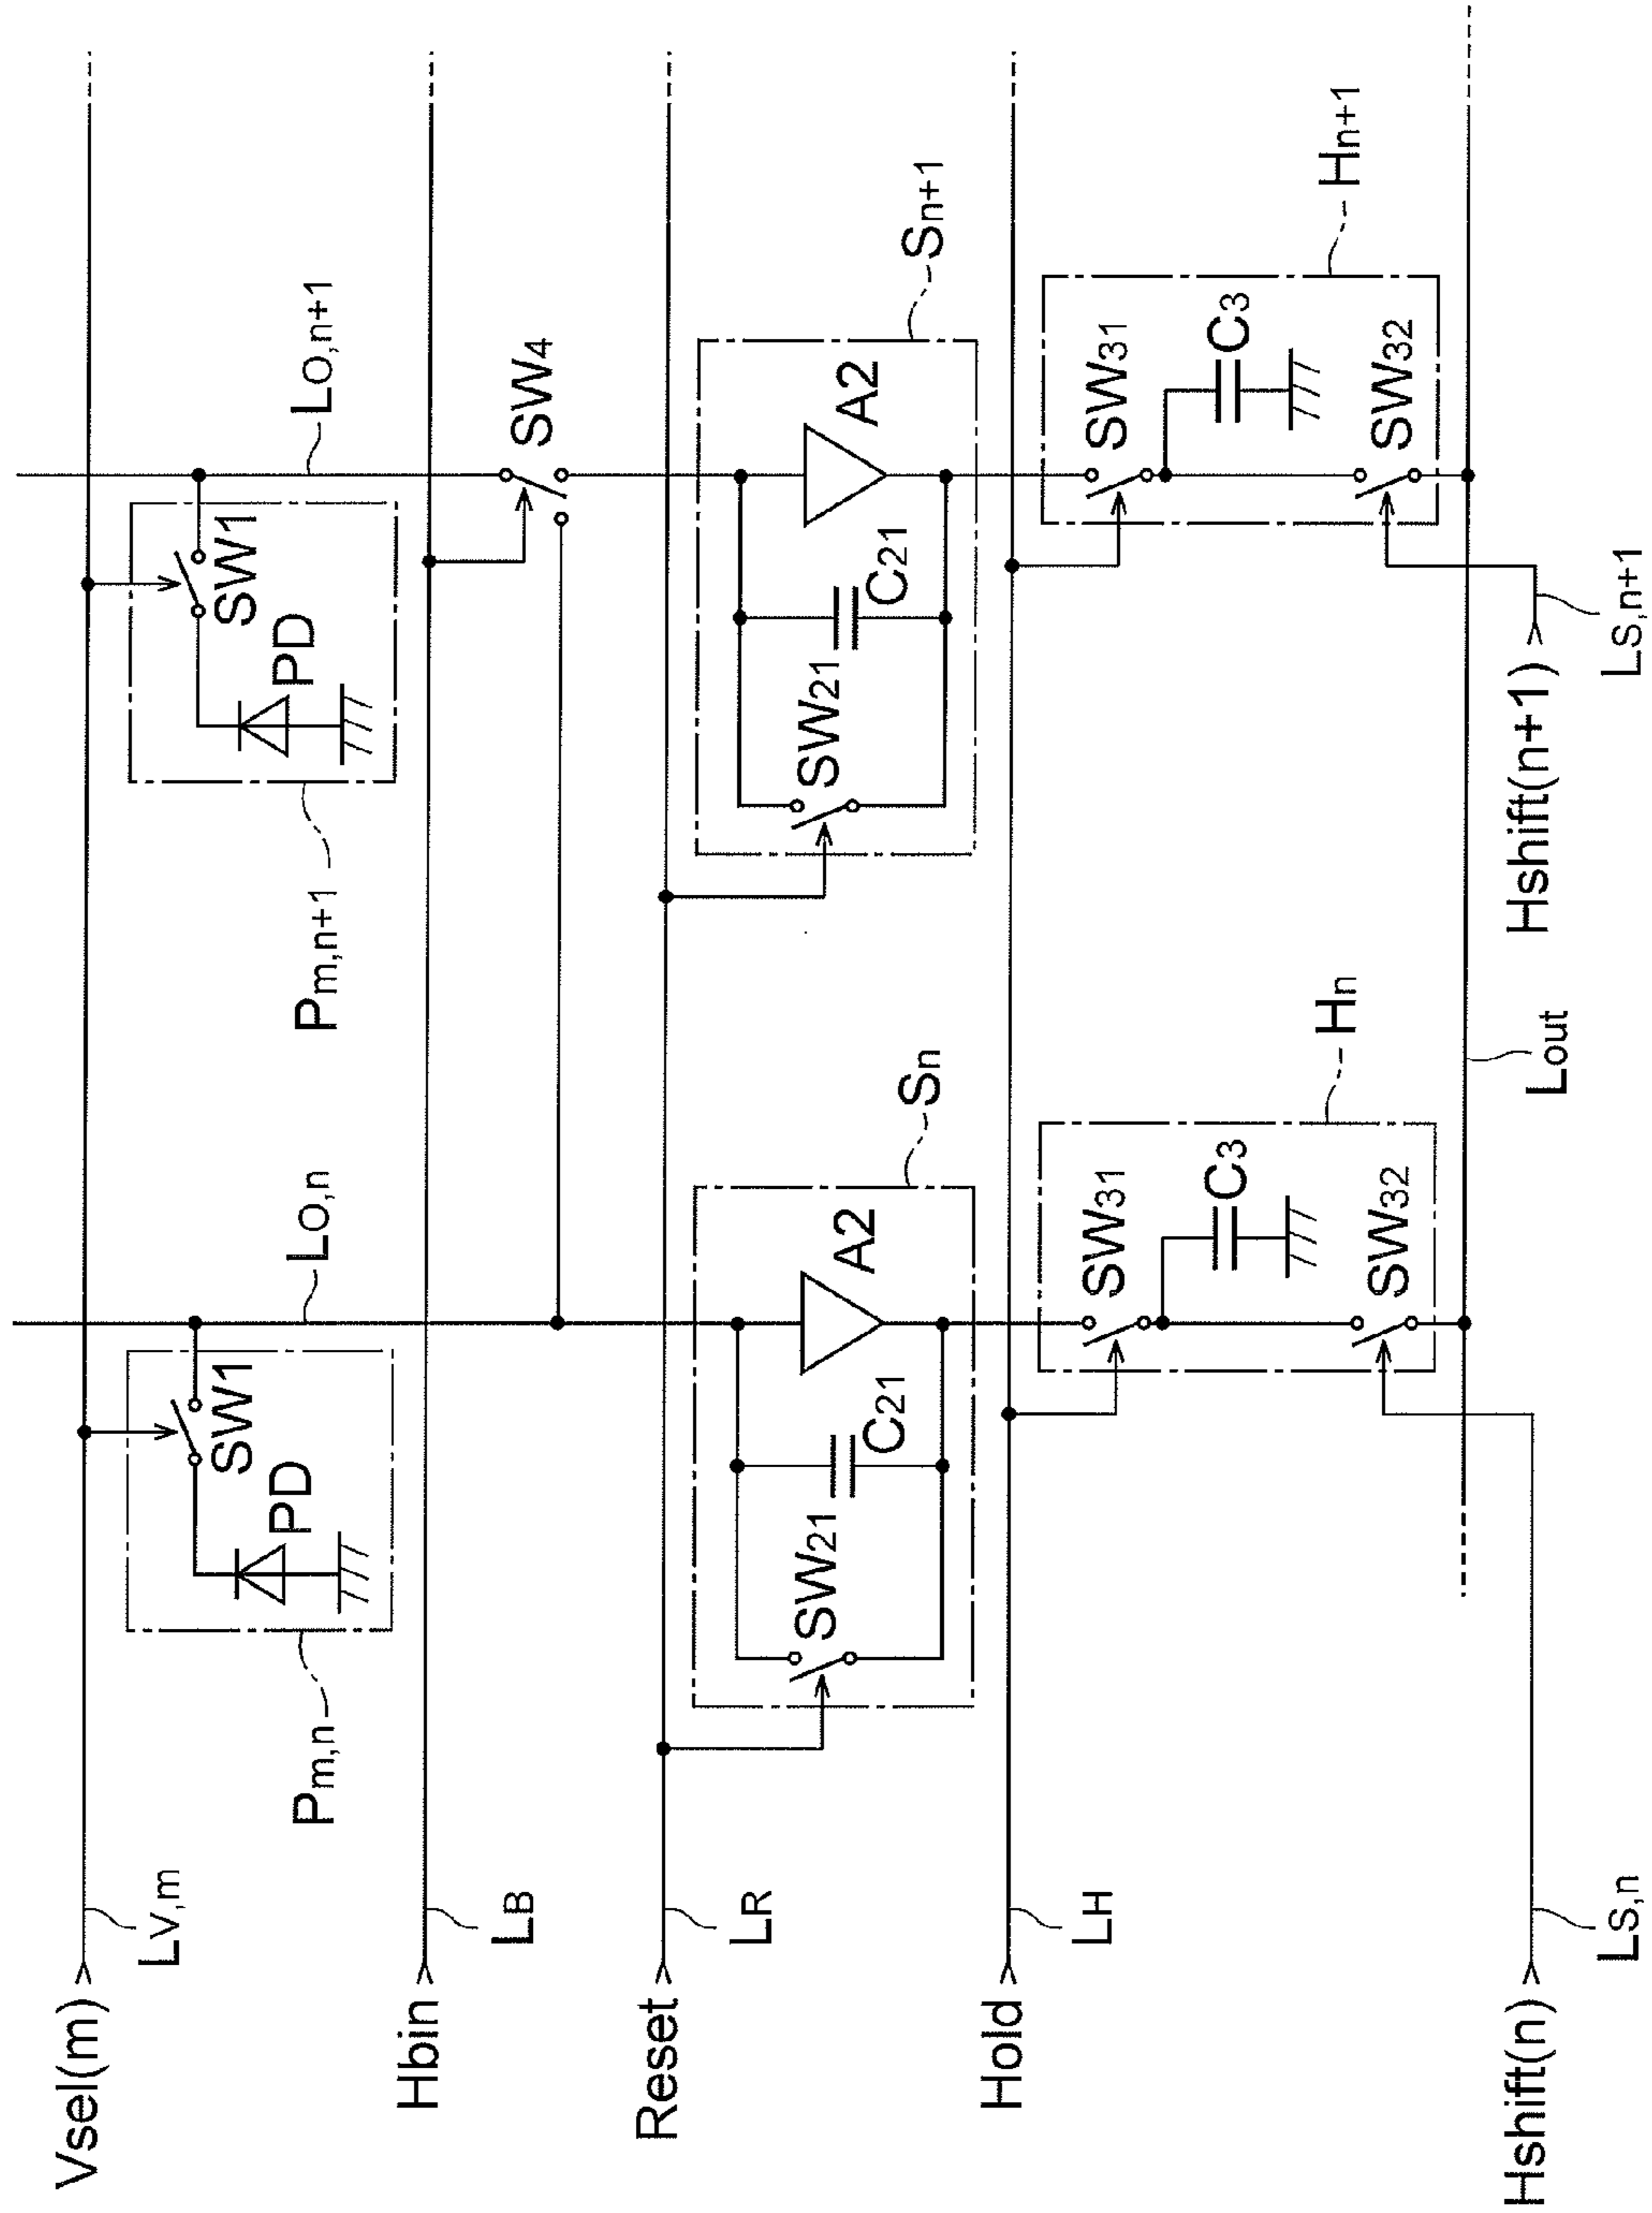 Vsel(m)
LV,m
Pm,n
PD
SW1
LO,n
Pm,n+1
PD
SW1
LO,n+1
Hbin
LB
SW4
Reset
LR
SW21
C21
A2
Sn
SW21
C21
A2
Sn+1
Hold
LH
SW31
C3
SW32
Hn
SW31
C3
SW32
Hn+1
Lout
Hshift(n)
LS,n
Hshift(n+1)
LS,n+1